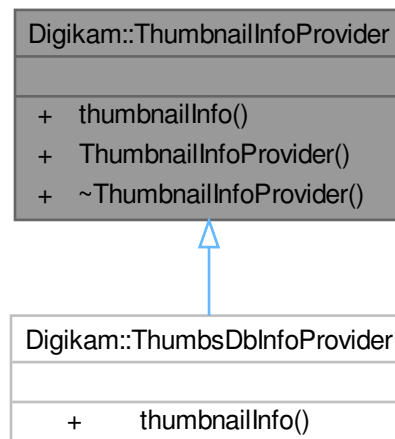 Digikam::ThumbnailInfoProvider
+ thumbnailInfo()
+ ThumbnailInfoProvider()
+ ~ThumbnailInfoProvider()
Digikam::ThumbsDbInfoProvider
+ thumbnailInfo()